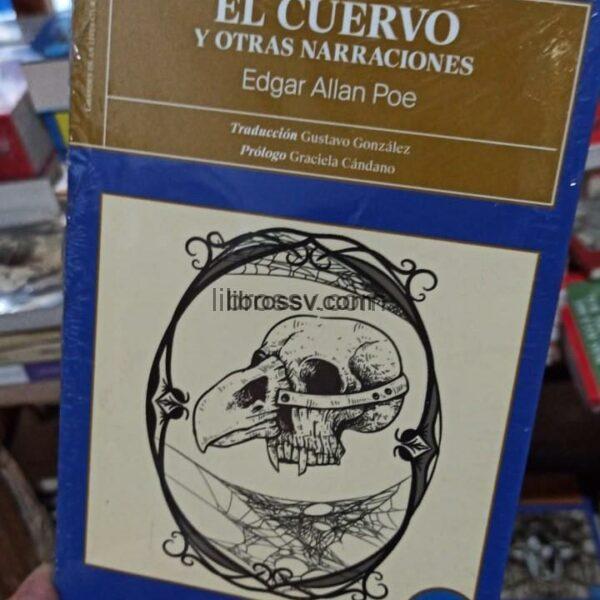 EL CUERVO
Y OTRAS NARRACIONES
Edgar Allan Poe
Traducción Gustavo González
Prólogo Graciela Cándano
librossv.com